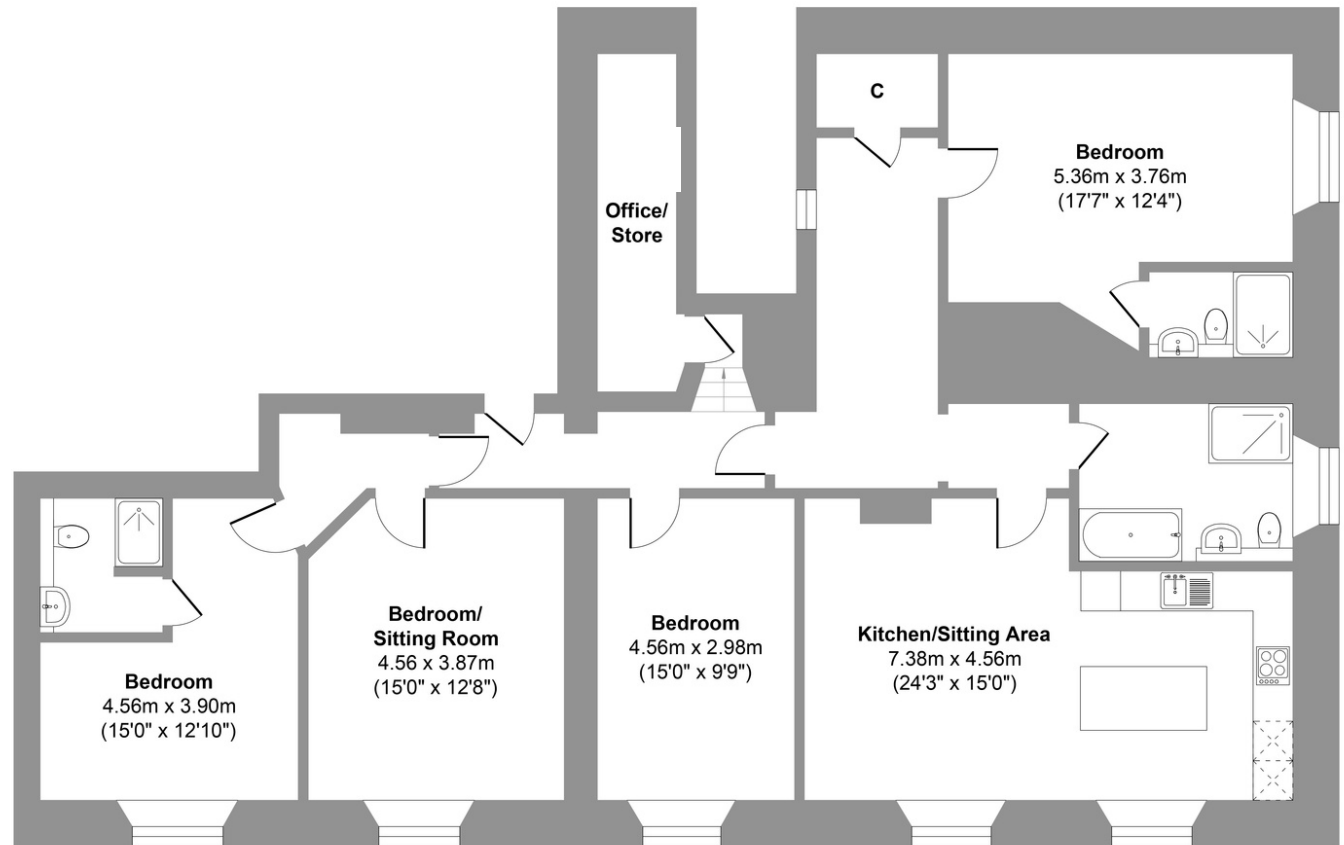 C
Bedroom
5.36m x 3.76m
(17'7" x 12'4")
Office/
Store
Bedroom/
Sitting Room
4.56 x 3.87m
(15'0" x 12'8")
Bedroom
4.56m x 2.98m
(15'0" x 9'9")
Kitchen/Sitting Area
7.38m x 4.56m
(24'3" x 15'0")
Bedroom
4.56m x 3.90m
(15'0" x 12'10")